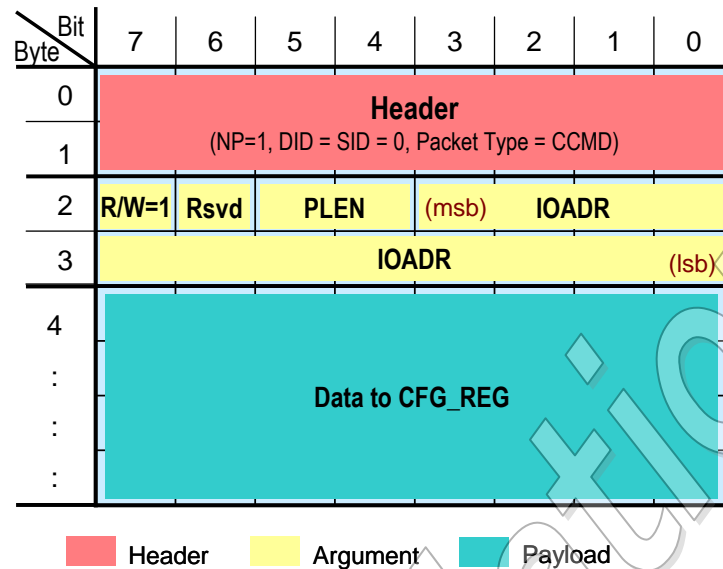 Bit
Byte
7 6 5 4 3 2 1 0
0
Header
(NP=1, DID = SID = 0, Packet Type = CCMD)
1
2 R/W=1 Rsvd PLEN (msb) IOADR
3 IOADR (lsb)
4
:
:
:
Data to CFG_REG
Header Argument Payload